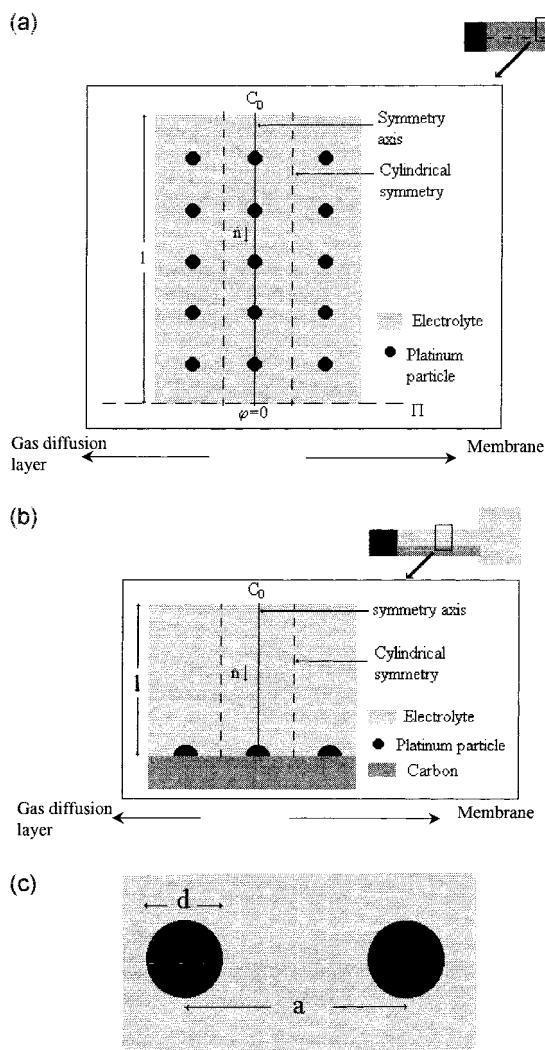 (a)
C₀
Symmetry
axis
Cylindrical
symmetry
n
l
Electrolyte
Platinum
particle
φ=0
Π
Gas diffusion
layer
Membrane
(b)
C₀
symmetry axis
Cylindrical
symmetry
n
Electrolyte
Platinum particle
Carbon
Gas diffusion
layer
Membrane
(c)
d
a